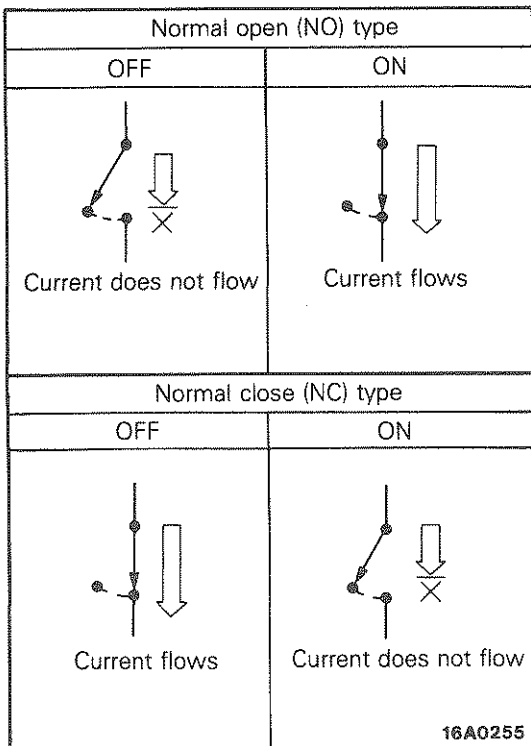 Normal open (NO) type
OFF ON
Current does not flow Current flows
Normal close (NC) type
OFF ON
Current flows Current does not flow
16A0255